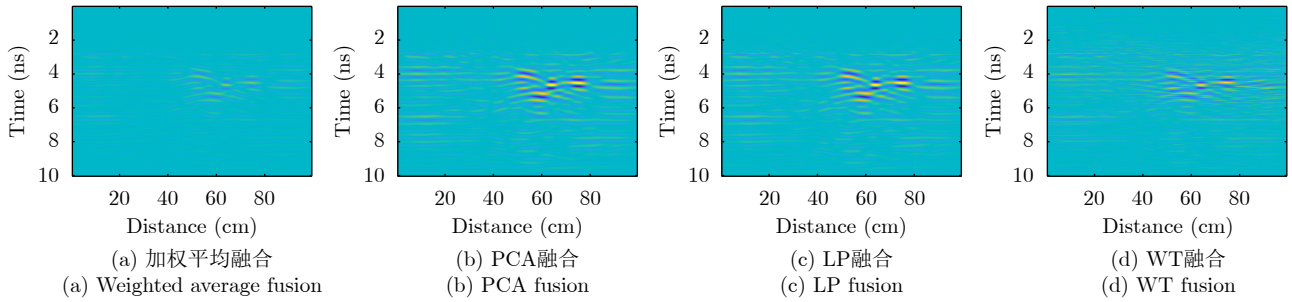 Time (ns)
2
4
6
8
10
20
40
60
80
Distance (cm)
(a) 加权平均融合
(a) Weighted average fusion
Time (ns)
2
4
6
8
10
20
40
60
80
Distance (cm)
(b) PCA融合
(b) PCA fusion
Time (ns)
2
4
6
8
10
20
40
60
80
Distance (cm)
(c) LP融合
(c) LP fusion
Time (ns)
2
4
6
8
10
20
40
60
80
Distance (cm)
(d) WT融合
(d) WT fusion